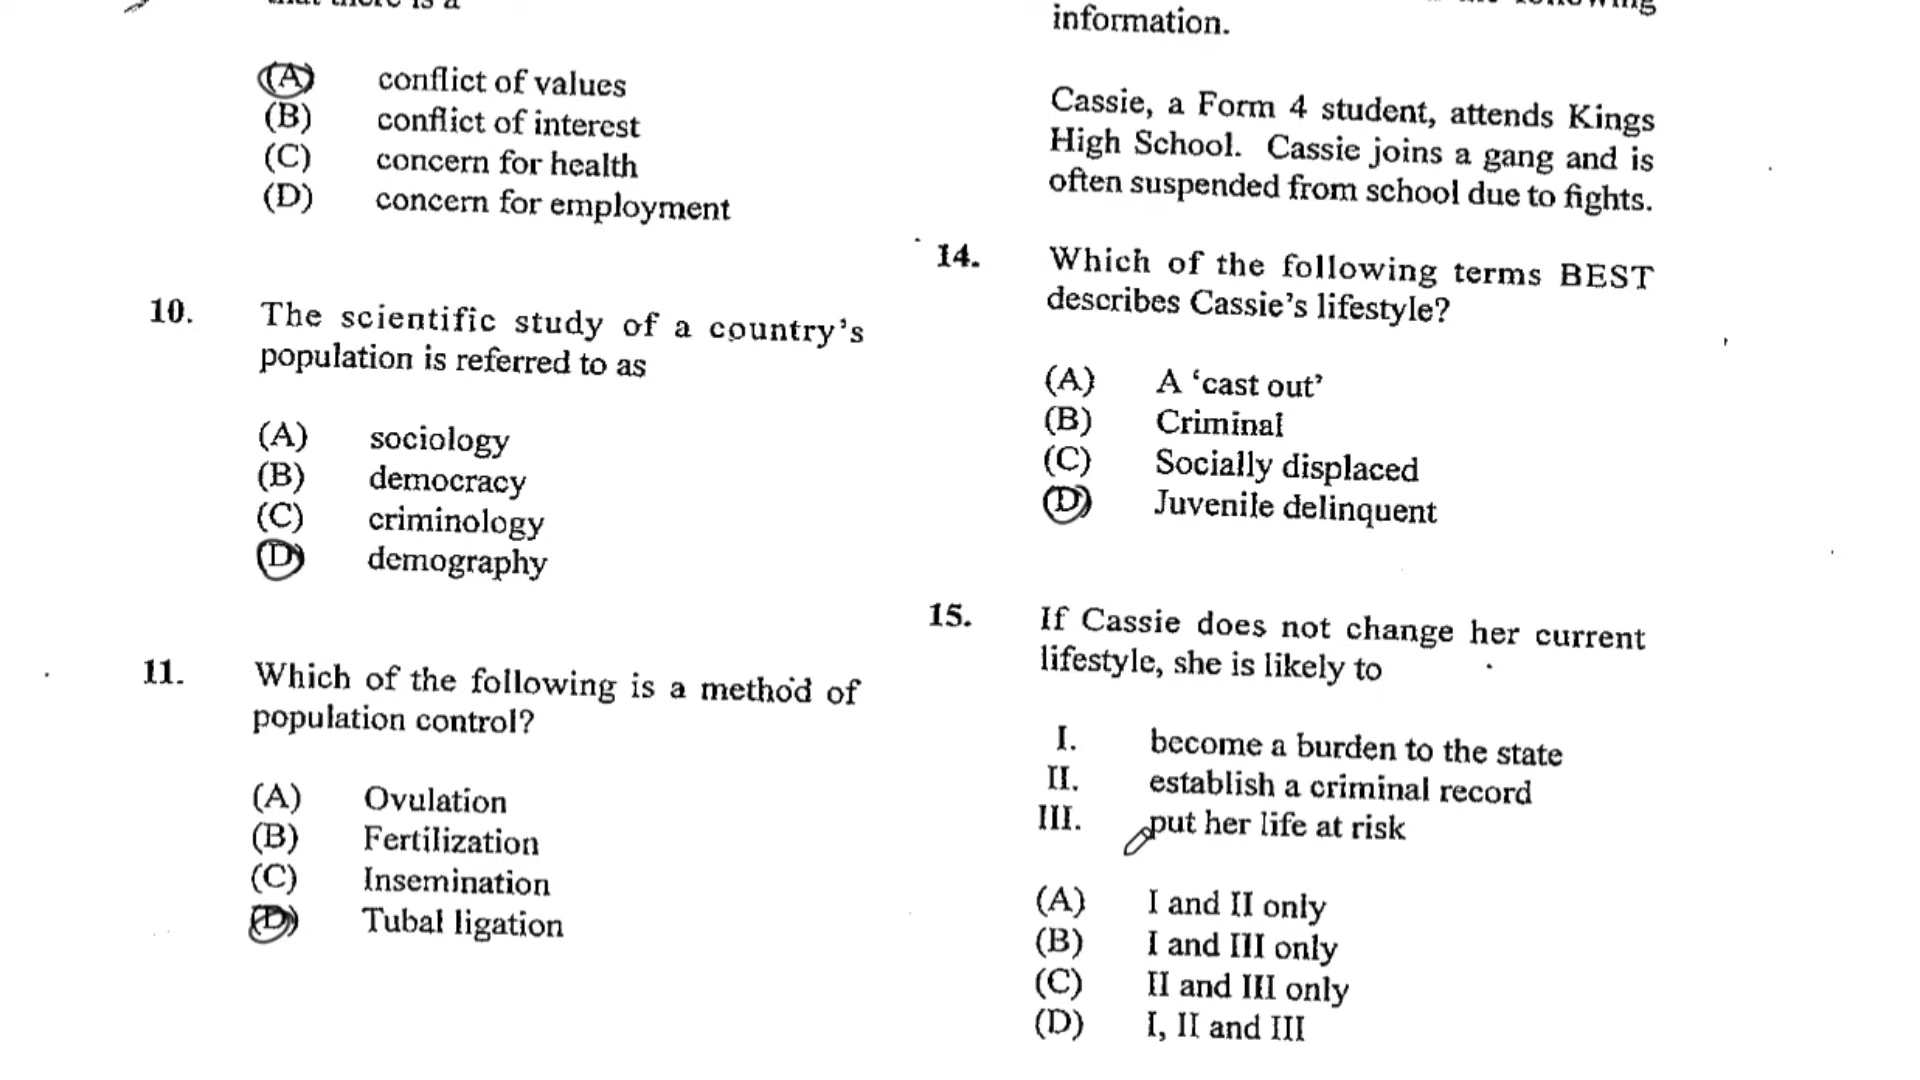 that there is a
(A) conflict of values
(B) conflict of interest
(C) concern for health
(D) concern for employment
10. The scientific study of a country's
population is referred to as
(A) sociology
(B) democracy
(C) criminology
(D) demography
11. Which of the following is a method of
population control?
(A) Ovulation
(B) Fertilization
(C) Insemination
(D) Tubal ligation
following
information.
Cassie, a Form 4 student, attends Kings
High School. Cassie joins a gang and is
often suspended from school due to fights.
14. Which of the following terms BEST
describes Cassie's lifestyle?
(A) A ‘cast out’
(B) Criminal
(C) Socially displaced
(D) Juvenile delinquent
15. If Cassie does not change her current
lifestyle, she is likely to
I. become a burden to the state
II. establish a criminal record
III. put her life at risk
(A) I and II only
(B) I and III only
(C) II and III only
(D) I, II and III